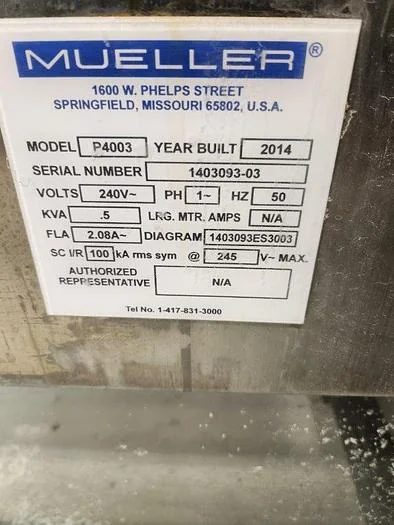 MUELLER®
1600 W. PHELPS STREET
SPRINGFIELD, MISSOURI 65802, U.S.A.
MODEL P4003 YEAR BUILT 2014
SERIAL NUMBER 1403093-03
VOLTS 240V~ PH 1~ HZ 50
KVA .5 LRG. MTR. AMPS N/A
FLA 2.08A~ DIAGRAM 1403093ES3003
SC I/R 100 kA rms sym @ 245 V~ MAX.
AUTHORIZED
REPRESENTATIVE N/A
Tel No. 1-417-831-3000